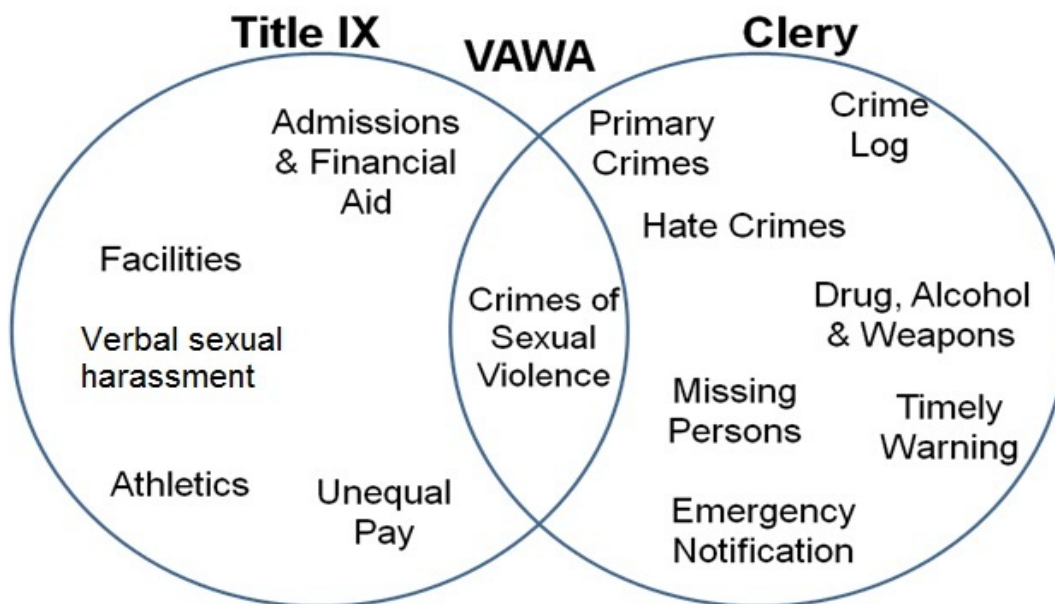 Title IX
VAWA
Clery
Admissions
& Financial
Aid
Facilities
Verbal sexual
harassment
Athletics
Unequal
Pay
Crimes of
Sexual
Violence
Primary
Crimes
Crime
Log
Hate Crimes
Drug, Alcohol
& Weapons
Missing
Persons
Timely
Warning
Emergency
Notification